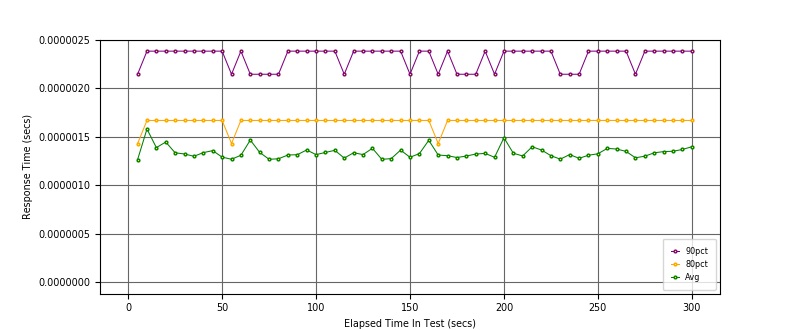 0.0000025
0.0000020
0.0000015
0.0000010
0.0000005
0.0000000
Response Time (secs)
0 50 100 150 200 250 300
Elapsed Time In Test (secs)
90pct
80pct
Avg